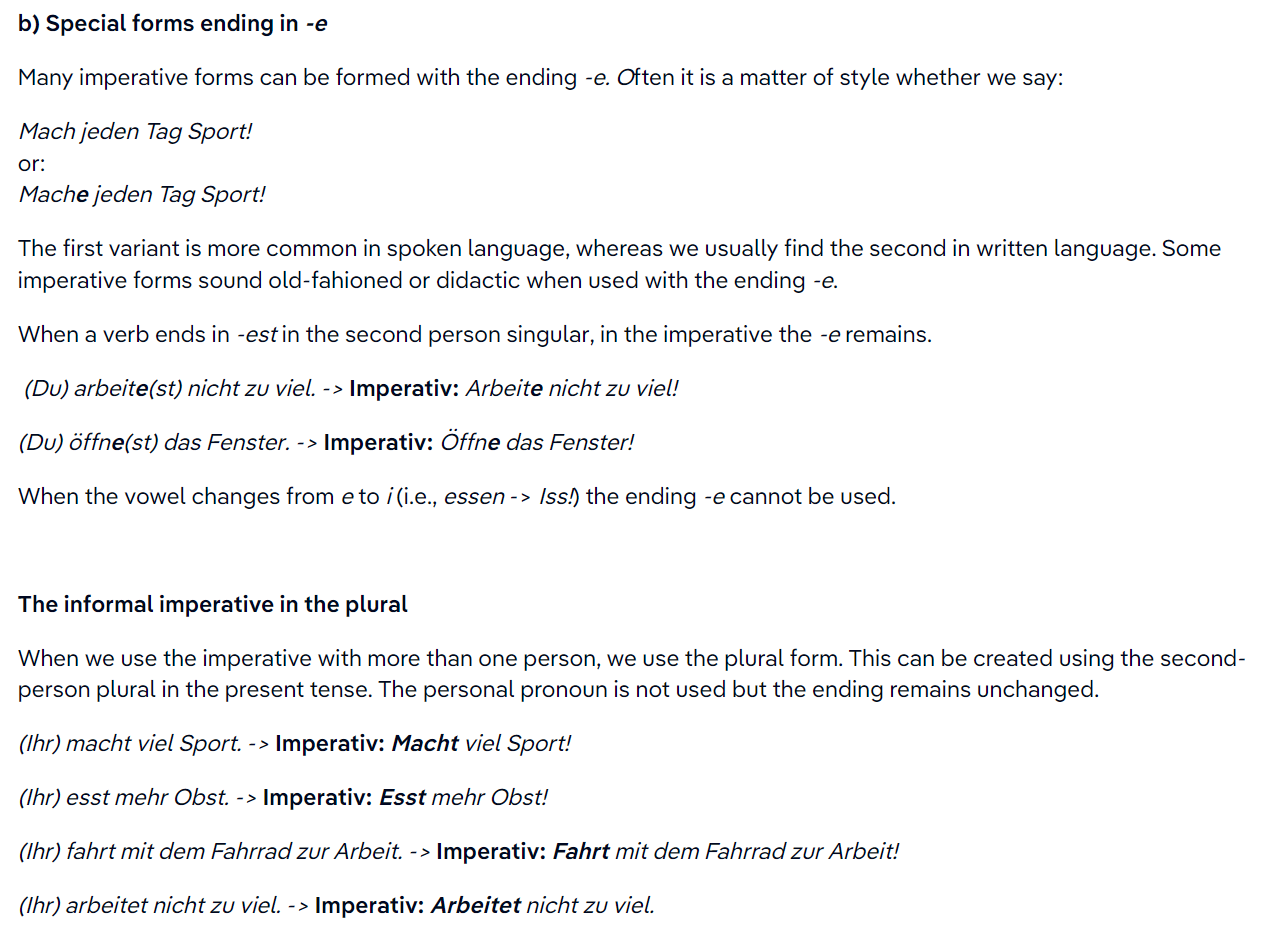 b) Special forms ending in -e
Many imperative forms can be formed with the ending -e. Often it is a matter of style whether we say:
Mach jeden Tag Sport!
or:
Mache jeden Tag Sport!
The first variant is more common in spoken language, whereas we usually find the second in written language. Some
imperative forms sound old-fahioned or didactic when used with the ending -e.
When a verb ends in -est in the second person singular, in the imperative the -e remains.
(Du) arbeite(st) nicht zu viel. -> Imperativ: Arbeite nicht zu viel!
(Du) öffne(st) das Fenster. -> Imperativ: Öffne das Fenster!
When the vowel changes from e to i (i.e., essen -> Iss!) the ending -e cannot be used.
The informal imperative in the plural
When we use the imperative with more than one person, we use the plural form. This can be created using the second-
person plural in the present tense. The personal pronoun is not used but the ending remains unchanged.
(Ihr) macht viel Sport. -> Imperativ: Macht viel Sport!
(Ihr) esst mehr Obst. -> Imperativ: Esst mehr Obst!
(Ihr) fahrt mit dem Fahrrad zur Arbeit. -> Imperativ: Fahrt mit dem Fahrrad zur Arbeit!
(Ihr) arbeitet nicht zu viel. -> Imperativ: Arbeitet nicht zu viel.